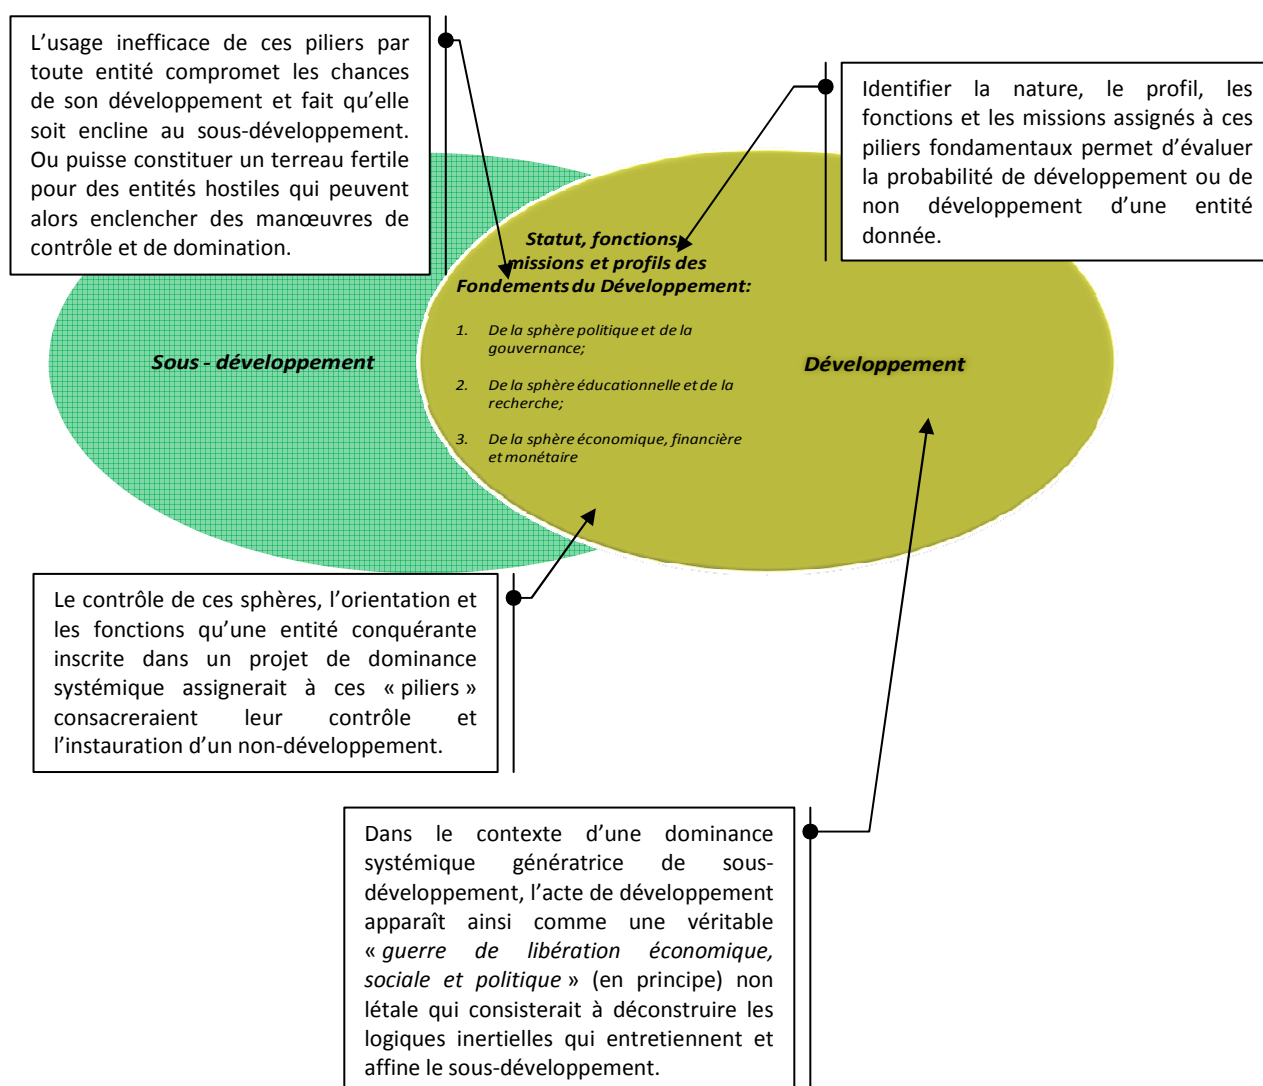 L’usage inefficace de ces piliers par
toute entité compromet les chances
de son développement et fait qu’elle
soit encline au sous-développement.
Ou puisse constituer un terreau fertile
pour des entités hostiles qui peuvent
alors enclencher des manœuvres de
contrôle et de domination.
Identifier la nature, le profil, les
fonctions et les missions assignés à ces
piliers fondamentaux permet d’évaluer
la probabilité de développement ou de
non développement d’une entité
donnée.
Statut, fonctions,
missions et profils des
Fondements du Développement:
1. De la sphère politique et de la
gouvernance;
2. De la sphère éducationnelle et de la
recherche;
3. De la sphère économique, financière
et monétaire
Sous - développement
Développement
Le contrôle de ces sphères, l’orientation et
les fonctions qu’une entité conquérante
inscrite dans un projet de dominance
systémique assignerait à ces « piliers »
consacreraient leur contrôle et
l’instauration d’un non-développement.
Dans le contexte d’une dominance
systémique génératrice de sous-
développement, l’acte de développement
apparaît ainsi comme une véritable
« guerre de libération économique,
sociale et politique » (en principe) non
létale qui consisterait à déconstruire les
logiques inertielles qui entretiennent et
affine le sous-développement.